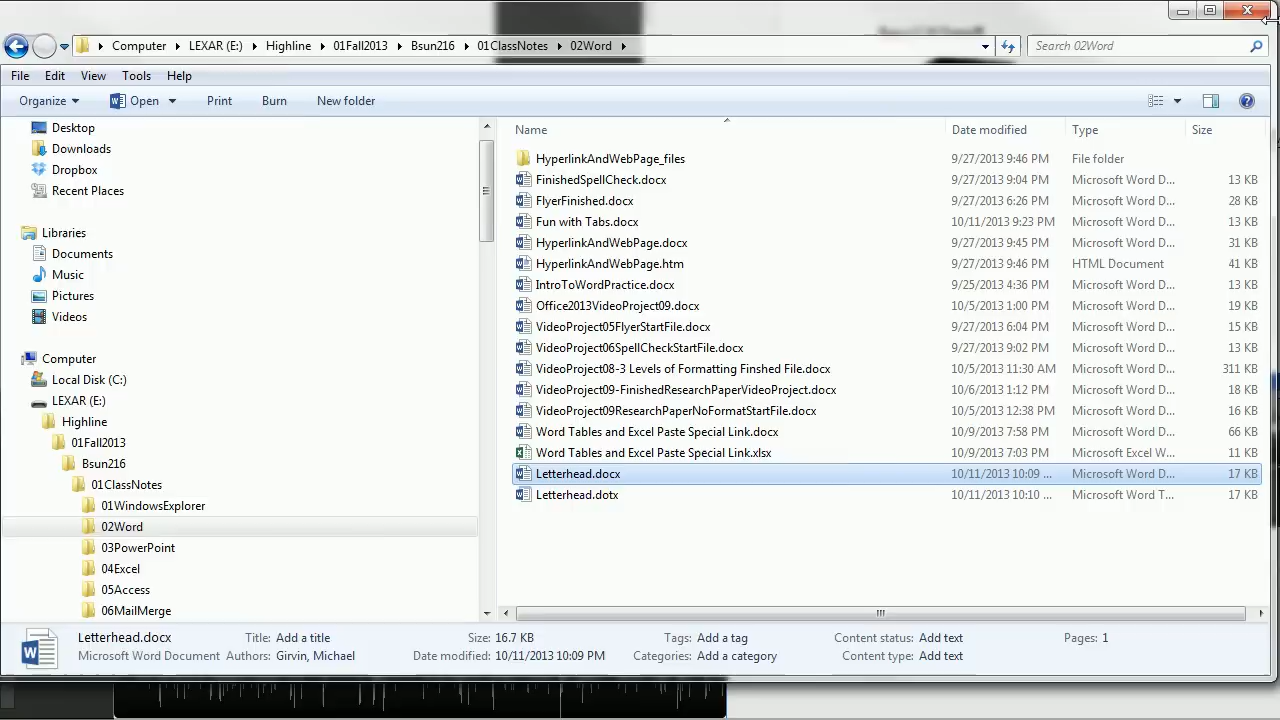 Computer LEXAR (E:) Highline 01Fall2013 Bsun216 01ClassNotes 02Word Search 02Word
File Edit View Tools Help
Organize Open Print Burn New folder
Desktop
Downloads
Dropbox
Recent Places
Libraries
Documents
Music
Pictures
Videos
Computer
Local Disk (C:)
LEXAR (E:)
Highline
01Fall2013
Bsun216
01ClassNotes
01WindowsExplorer
02Word
03PowerPoint
04Excel
05Access
06MailMerge
Name Date modified Type Size
HyperlinkAndWebPage_files 9/27/2013 9:46 PM File folder
FinishedSpellCheck.docx 9/27/2013 9:04 PM Microsoft Word D... 13 KB
FlyerFinished.docx 9/27/2013 6:26 PM Microsoft Word D... 28 KB
Fun with Tabs.docx 10/11/2013 9:23 PM Microsoft Word D... 13 KB
HyperlinkAndWebPage.docx 9/27/2013 9:45 PM Microsoft Word D... 31 KB
HyperlinkAndWebPage.htm 9/27/2013 9:46 PM HTML Document 41 KB
IntroToWordPractice.docx 9/25/2013 4:36 PM Microsoft Word D... 13 KB
Office2013VideoProject09.docx 10/5/2013 1:00 PM Microsoft Word D... 19 KB
VideoProject05FlyerStartFile.docx 9/27/2013 6:04 PM Microsoft Word D... 15 KB
VideoProject06SpellCheckStartFile.docx 9/27/2013 9:02 PM Microsoft Word D... 13 KB
VideoProject08-3 Levels of Formatting Finshed File.docx 10/5/2013 11:30 AM Microsoft Word D... 311 KB
VideoProject09-FinishedResearchPaperVideoProject.docx 10/6/2013 1:12 PM Microsoft Word D... 18 KB
VideoProject09ResearchPaperNoFormatStartFile.docx 10/5/2013 12:38 PM Microsoft Word D... 16 KB
Word Tables and Excel Paste Special Link.docx 10/9/2013 7:58 PM Microsoft Word D... 66 KB
Word Tables and Excel Paste Special Link.xlsx 10/9/2013 7:03 PM Microsoft Excel W... 11 KB
Letterhead.docx 10/11/2013 10:09 ... Microsoft Word D... 17 KB
Letterhead.dotx 10/11/2013 10:10 ... Microsoft Word T... 17 KB
Letterhead.docx Title: Add a title Size: 16.7 KB Tags: Add a tag Content status: Add text Pages: 1
Microsoft Word Document Authors: Girvin, Michael Date modified: 10/11/2013 10:09 PM Categories: Add a category Content type: Add text